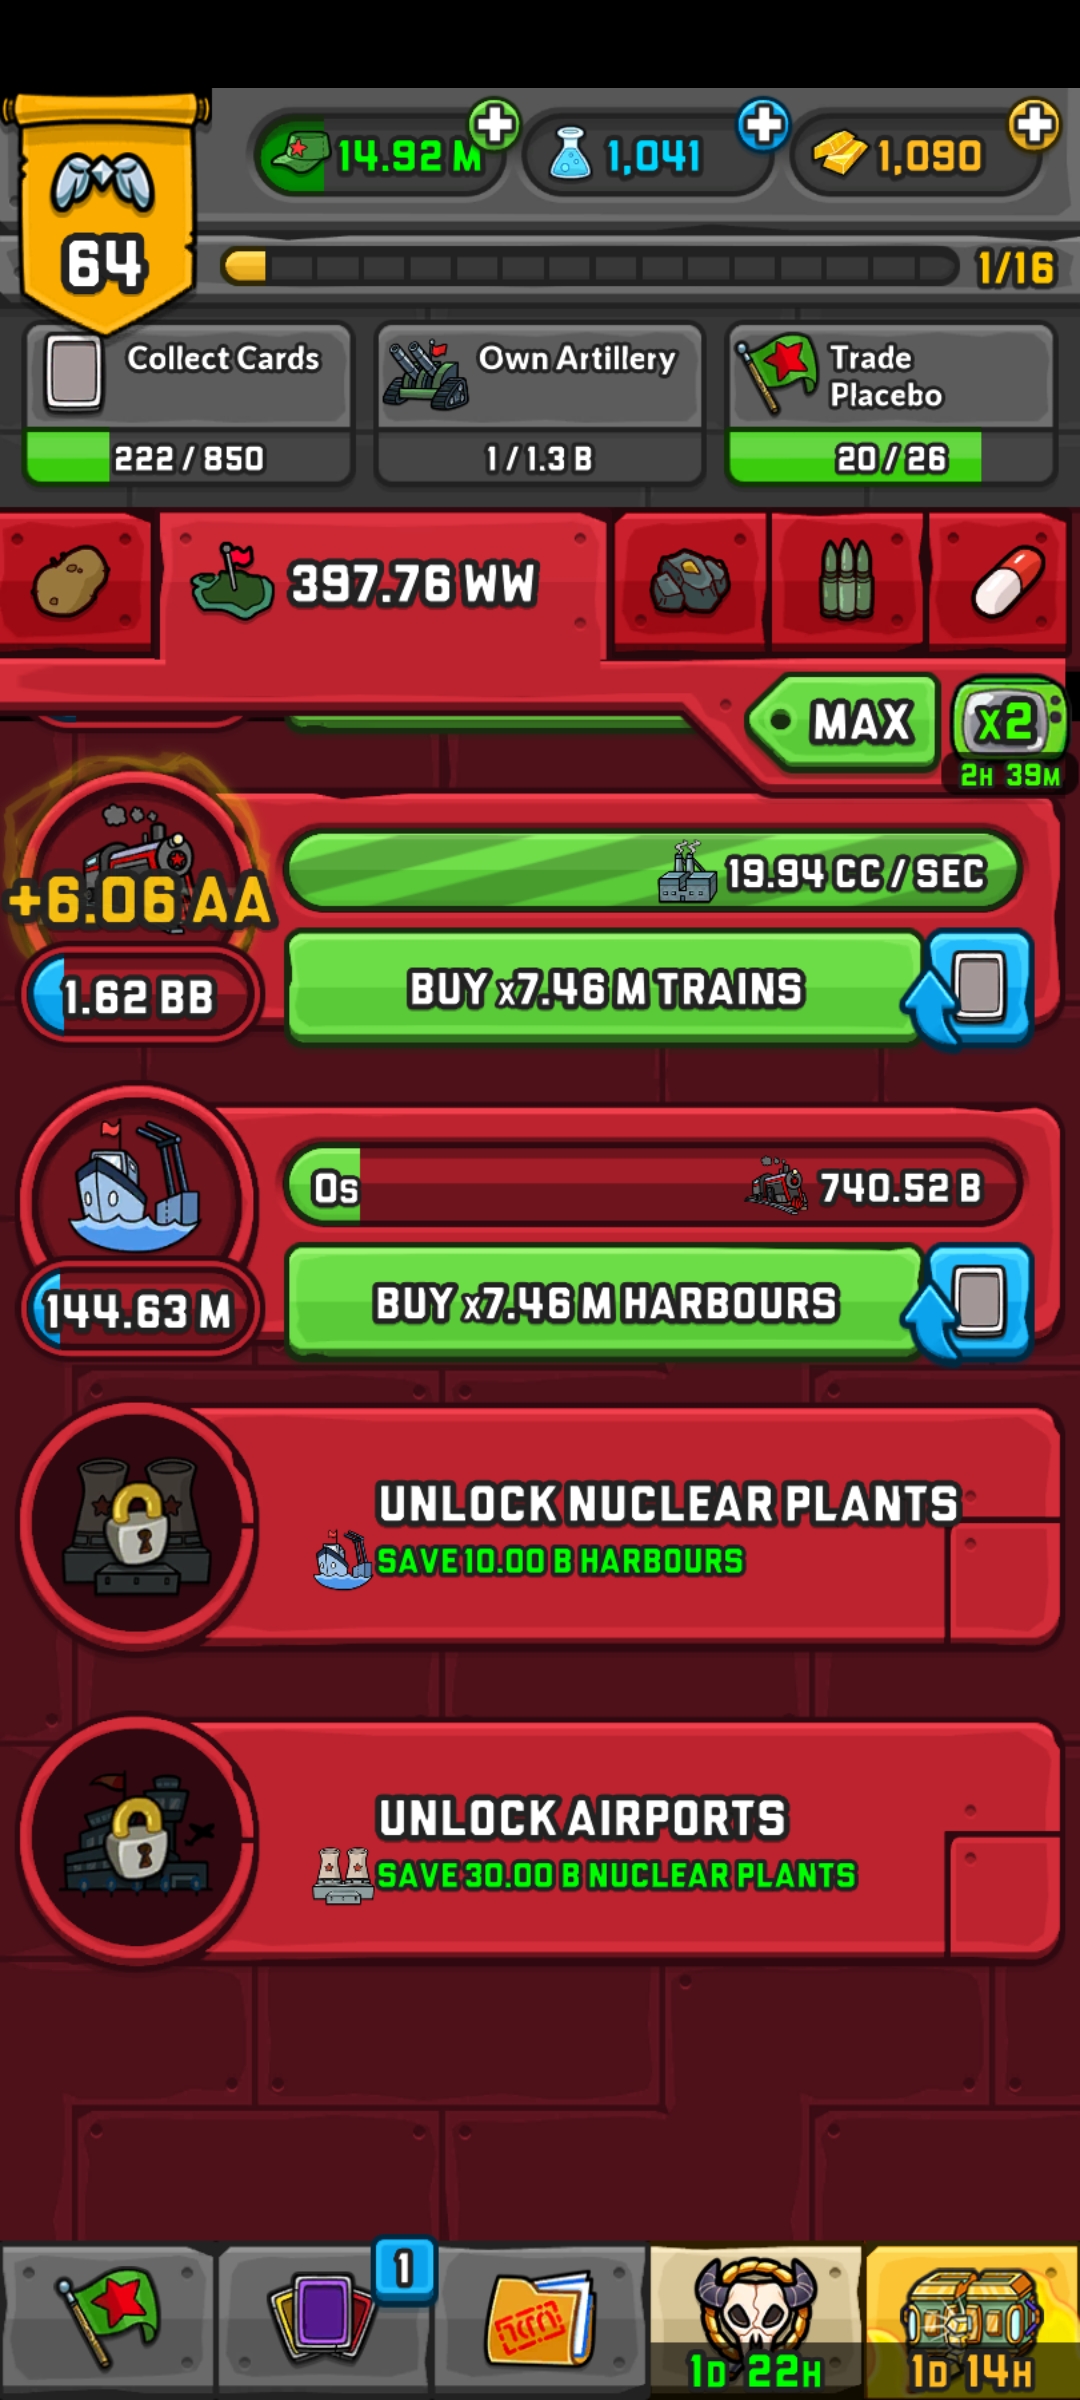 64
14.92 M
1,041
1,090
1/16
Collect Cards
222 / 850
Own Artillery
1 / 1.3 B
Trade
Placebo
20 / 26
397.76 WW
MAX
x2
2H 39M
19.94 CC / SEC
+6.06 AA
1.62 BB
BUY x7.46 M TRAINS
0s
740.52 B
144.63 M
BUY x7.46 M HARBOURS
UNLOCK NUCLEAR PLANTS
SAVE 10.00 B HARBOURS
UNLOCK AIRPORTS
SAVE 30.00 B NUCLEAR PLANTS
1
1D 22H
1D 14H